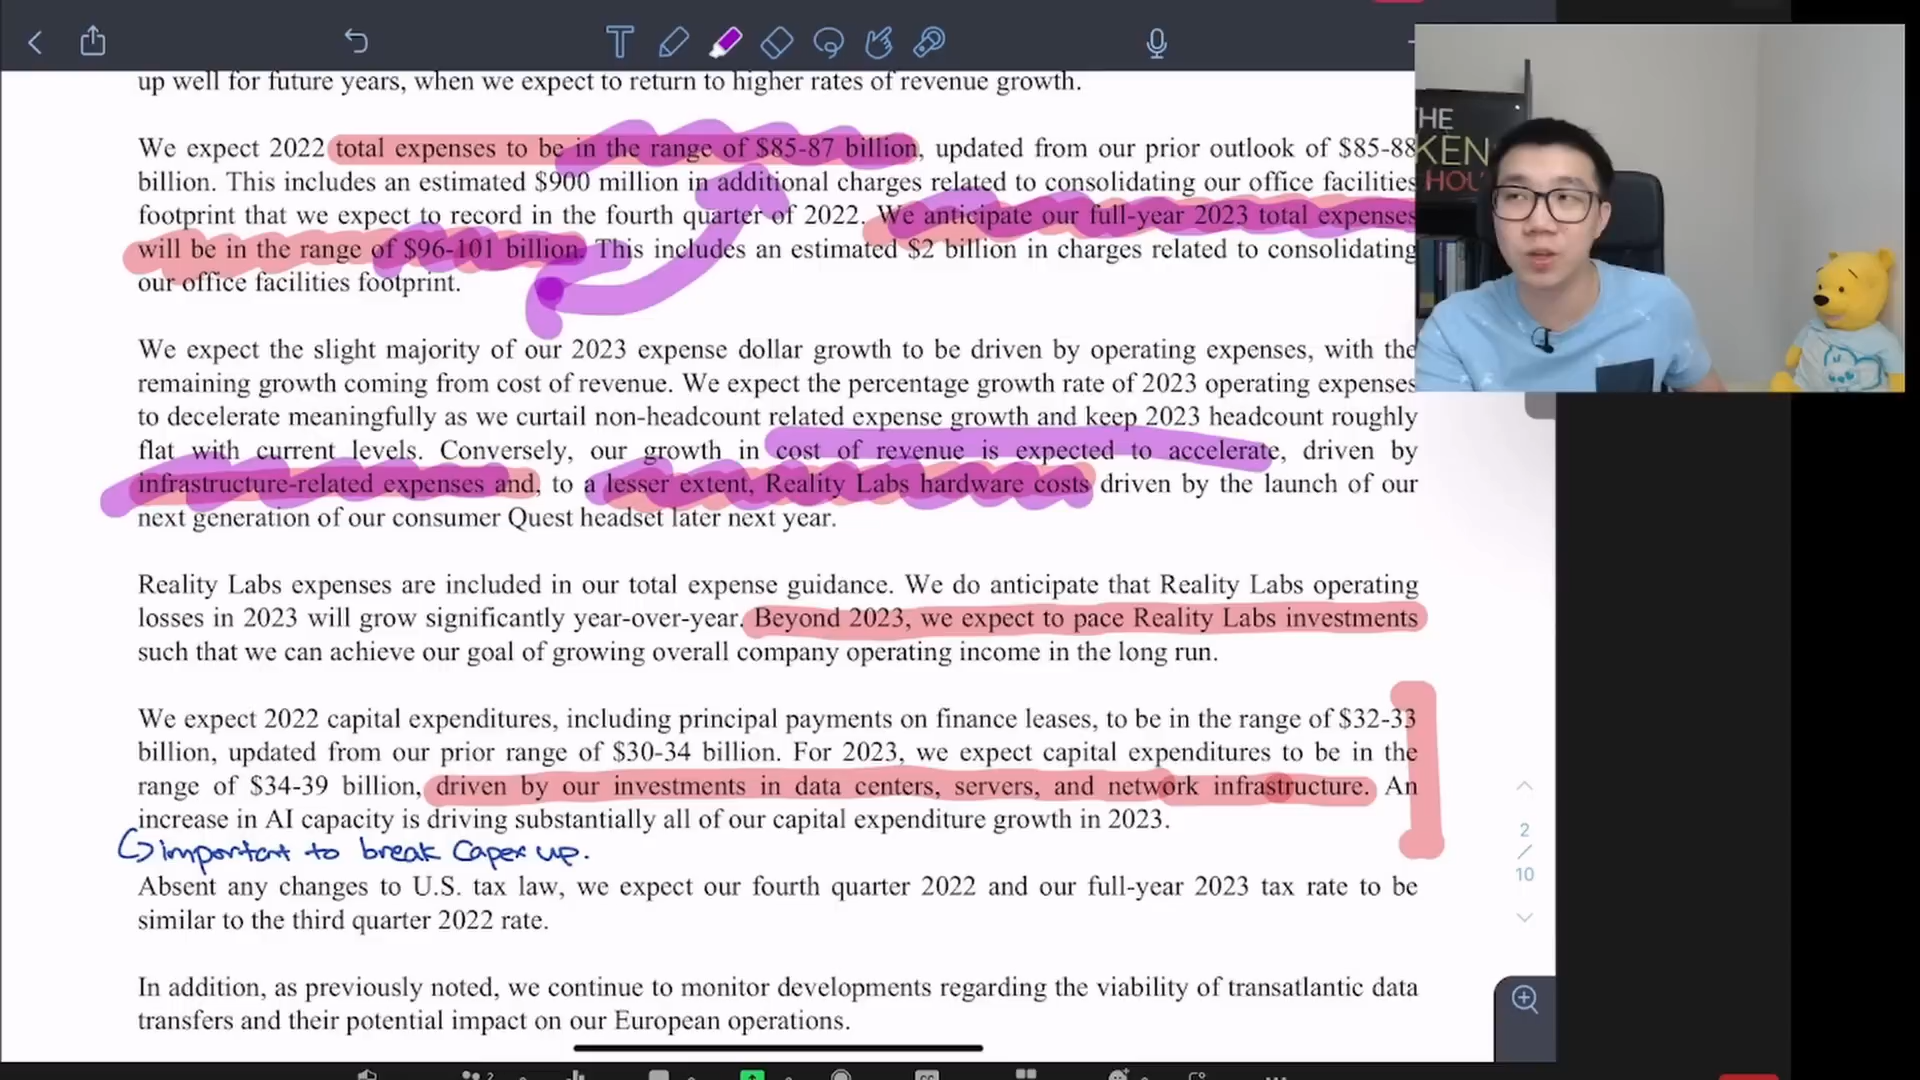 up well for future years, when we expect to return to higher rates of revenue growth.
We expect 2022 total expenses to be in the range of $85-87 billion, updated from our prior outlook of $85-88
billion. This includes an estimated $900 million in additional charges related to consolidating our office facilities
footprint that we expect to record in the fourth quarter of 2022. We anticipate our full-year 2023 total expenses
will be in the range of $96-101 billion. This includes an estimated $2 billion in charges related to consolidating
our office facilities footprint.
We expect the slight majority of our 2023 expense dollar growth to be driven by operating expenses, with the
remaining growth coming from cost of revenue. We expect the percentage growth rate of 2023 operating expenses
to decelerate meaningfully as we curtail non-headcount related expense growth and keep 2023 headcount roughly
flat with current levels. Conversely, our growth in cost of revenue is expected to accelerate, driven by
infrastructure-related expenses and, to a lesser extent, Reality Labs hardware costs driven by the launch of our
next generation of our consumer Quest headset later next year.
Reality Labs expenses are included in our total expense guidance. We do anticipate that Reality Labs operating
losses in 2023 will grow significantly year-over-year. Beyond 2023, we expect to pace Reality Labs investments
such that we can achieve our goal of growing overall company operating income in the long run.
We expect 2022 capital expenditures, including principal payments on finance leases, to be in the range of $32-33
billion, updated from our prior range of $30-34 billion. For 2023, we expect capital expenditures to be in the
range of $34-39 billion, driven by our investments in data centers, servers, and network infrastructure. An
increase in AI capacity is driving substantially all of our capital expenditure growth in 2023.
important to break Capex up.
Absent any changes to U.S. tax law, we expect our fourth quarter 2022 and our full-year 2023 tax rate to be
similar to the third quarter 2022 rate.
In addition, as previously noted, we continue to monitor developments regarding the viability of transatlantic data
transfers and their potential impact on our European operations.
2
/
10
THE
KEN
HOU